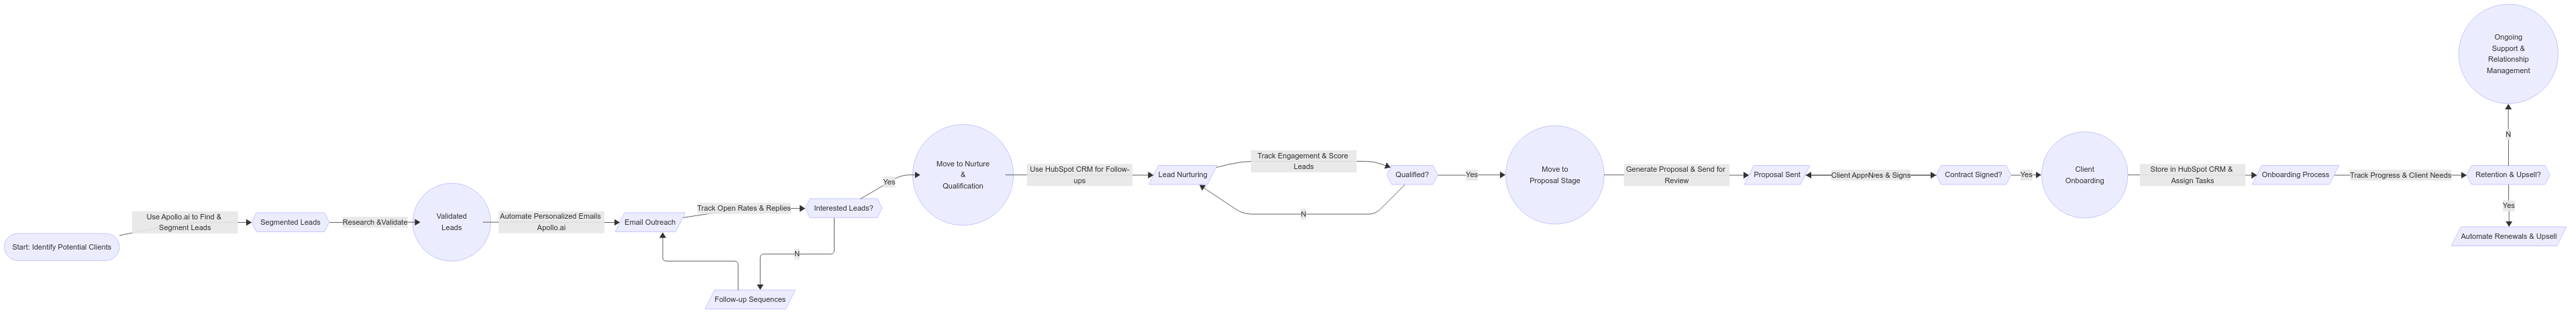 Start: Identify Potential Clients
Use Apollo.ai to Find &
Segment Leads
Segmented Leads
Research &Validate
Validated
Leads
Automate Personalized Emails
Apollo.ai
Email Outreach
Track Open Rates & Replies
Interested Leads?
N
Follow-up Sequences
Yes
Move to Nurture
&
Qualification
Use HubSpot CRM for Follow-
ups
Lead Nurturing
Track Engagement & Score
Leads
Qualified?
N
Yes
Move to
Proposal Stage
Generate Proposal & Send for
Review
Proposal Sent
Client Approves & Signs
N
Contract Signed?
Yes
Client
Onboarding
Store in HubSpot CRM &
Assign Tasks
Onboarding Process
Track Progress & Client Needs
Retention & Upsell?
N
Ongoing
Support &
Relationship
Management
Yes
Automate Renewals & Upsell